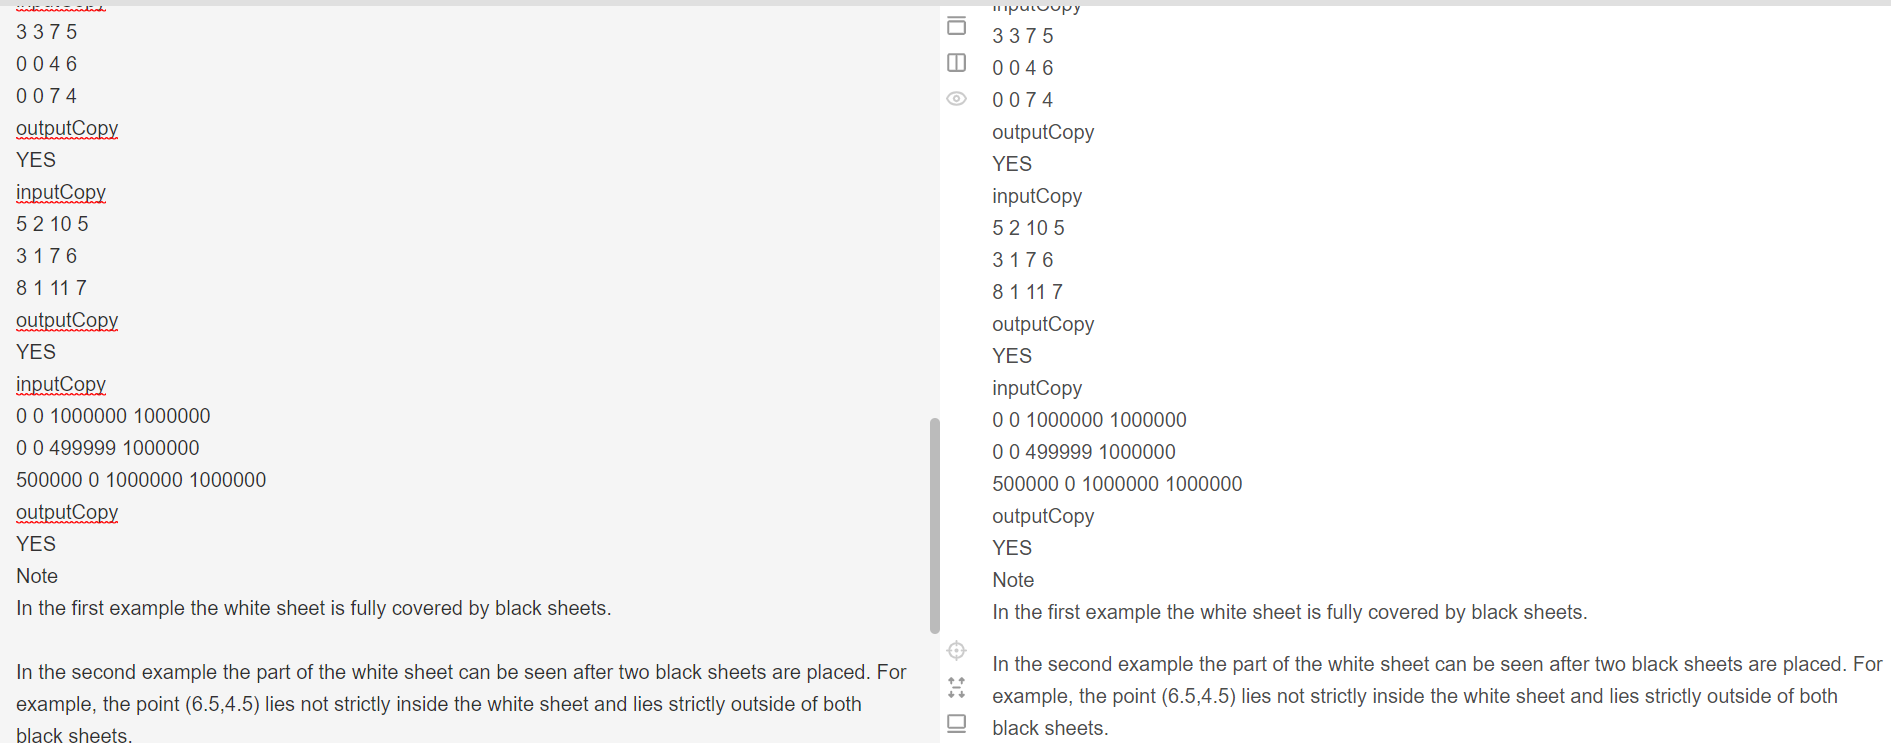 inputCopy
3 3 7 5
0 0 4 6
0 0 7 4
outputCopy
YES
inputCopy
5 2 10 5
3 1 7 6
8 1 11 7
outputCopy
YES
inputCopy
0 0 1000000 1000000
0 0 499999 1000000
500000 0 1000000 1000000
outputCopy
YES
Note
In the first example the white sheet is fully covered by black sheets.
In the second example the part of the white sheet can be seen after two black sheets are placed. For
example, the point (6.5,4.5) lies not strictly inside the white sheet and lies strictly outside of both
black sheets.
inputCopy
3 3 7 5
0 0 4 6
0 0 7 4
outputCopy
YES
inputCopy
5 2 10 5
3 1 7 6
8 1 11 7
outputCopy
YES
inputCopy
0 0 1000000 1000000
0 0 499999 1000000
500000 0 1000000 1000000
outputCopy
YES
Note
In the first example the white sheet is fully covered by black sheets.
In the second example the part of the white sheet can be seen after two black sheets are placed. For
example, the point (6.5,4.5) lies not strictly inside the white sheet and lies strictly outside of both
black sheets.